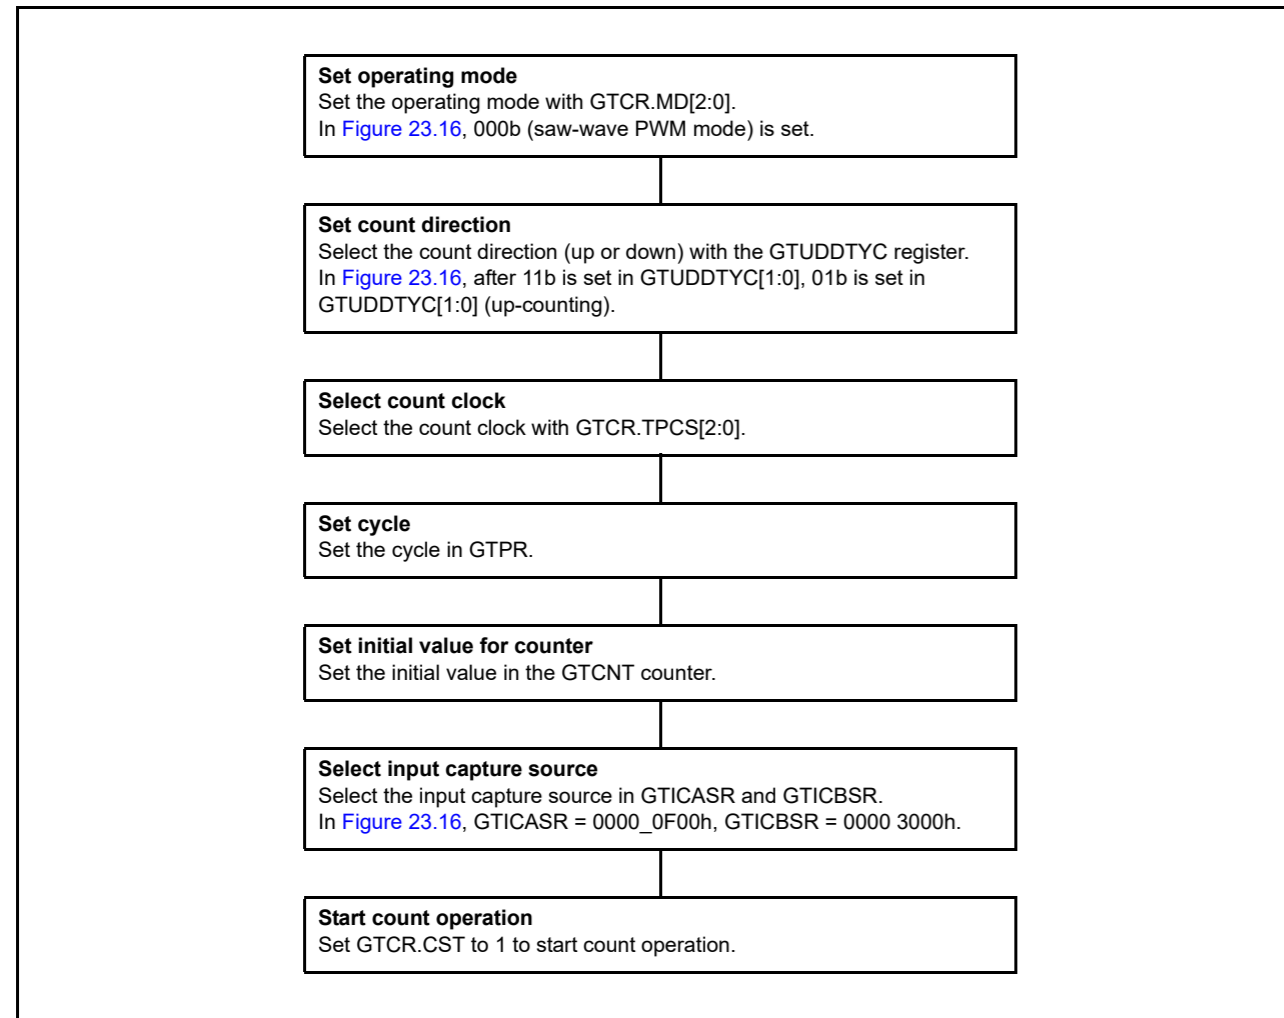 Set operating mode
Set the operating mode with GTCR.MD[2:0].
In Figure 23.16, 000b (saw-wave PWM mode) is set.
Set count direction
Select the count direction (up or down) with the GTUDDTYC register.
In Figure 23.16, after 11b is set in GTUDDTYC[1:0], 01b is set in
GTUDDTYC[1:0] (up-counting).
Select count clock
Select the count clock with GTCR.TPCS[2:0].
Set cycle
Set the cycle in GTPR.
Set initial value for counter
Set the initial value in the GTCNT counter.
Select input capture source
Select the input capture source in GTICASR and GTICBSR.
In Figure 23.16, GTICASR = 0000_0F00h, GTICBSR = 0000 3000h.
Start count operation
Set GTCR.CST to 1 to start count operation.